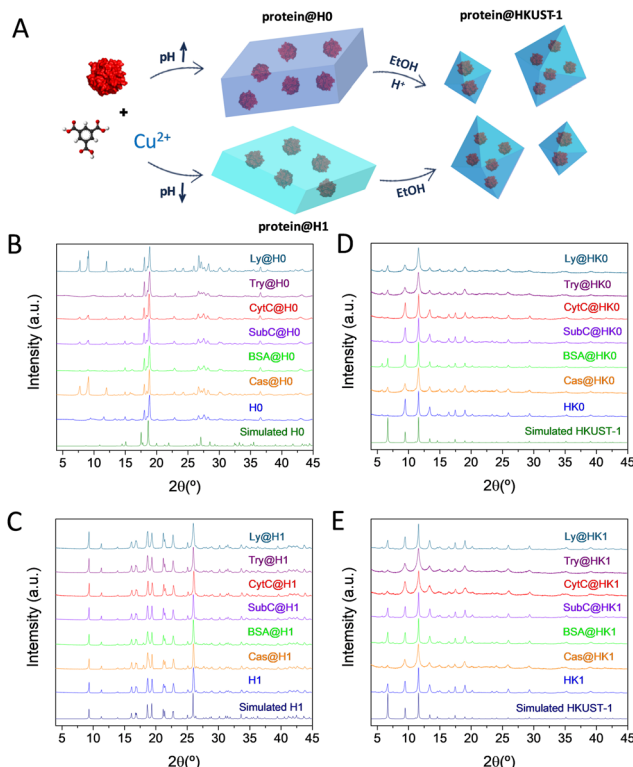 A
protein@H0
protein@HKUST-1
pH
EtOH
H⁺
+
Cu²⁺
pH
EtOH
protein@H1
B
Intensity (a.u.)
Ly@H0
Try@H0
CytC@H0
SubC@H0
BSA@H0
Cas@H0
H0
Simulated H0
5 10 15 20 25 30 35 40 45
2θ(º)
D
Intensity (a.u.)
Ly@HK0
Try@HK0
CytC@HK0
SubC@HK0
BSA@HK0
Cas@HK0
HK0
Simulated HKUST-1
5 10 15 20 25 30 35 40 45
2θ(º)
C
Intensity (a.u.)
Ly@H1
Try@H1
CytC@H1
SubC@H1
BSA@H1
Cas@H1
H1
Simulated H1
5 10 15 20 25 30 35 40 45
2θ(º)
E
Intensity (a.u.)
Ly@HK1
Try@HK1
CytC@HK1
SubC@HK1
BSA@HK1
Cas@HK1
HK1
Simulated HKUST-1
5 10 15 20 25 30 35 40 45
2θ(º)